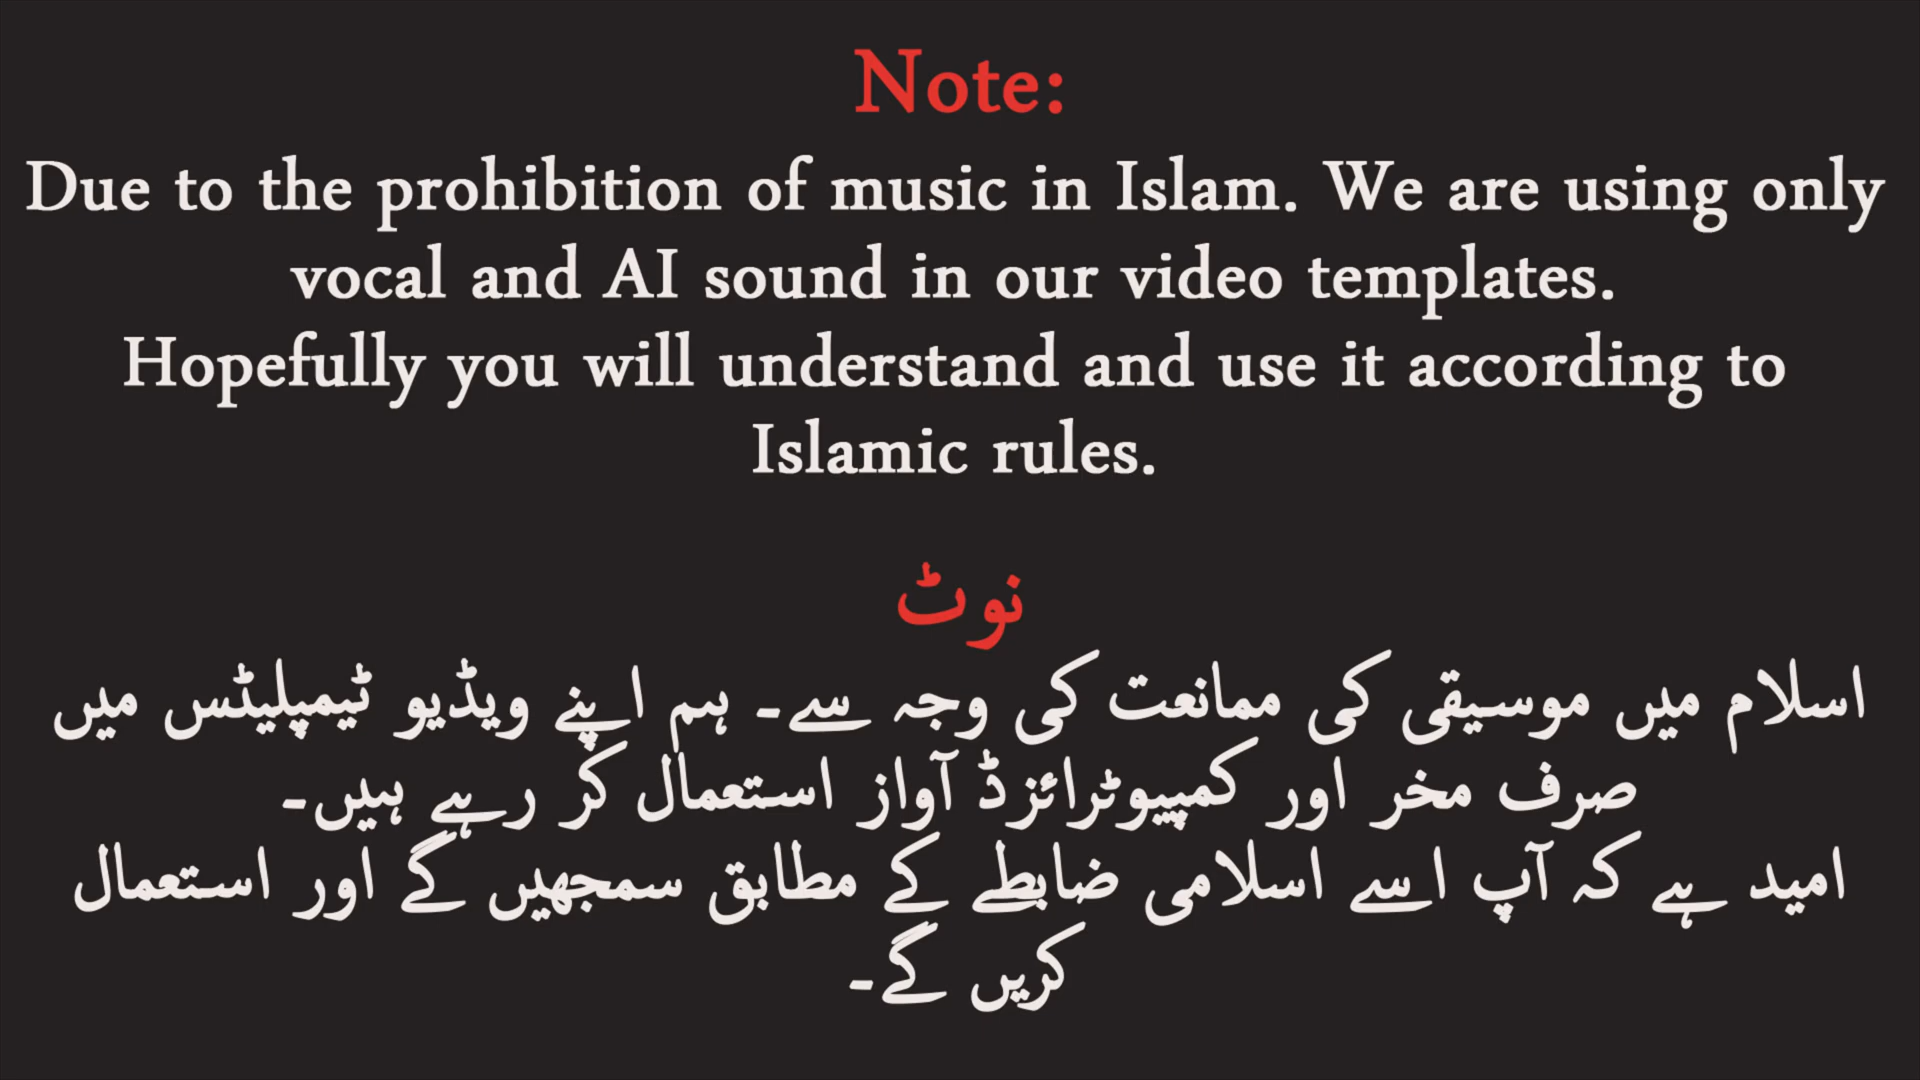 Note:
Due to the prohibition of music in Islam. We are using only
vocal and AI sound in our video templates.
Hopefully you will understand and use it according to
Islamic rules.
نوٹ
اسلام میں موسیقی کی ممانعت کی وجہ سے۔ ہم اپنے ویڈیو ٹیمپلیٹس میں
صرف مخر اور کمپیوٹرائزڈ آواز استعمال کر رہے ہیں۔
امید ہے کہ آپ اسے اسلامی ضابطے کے مطابق سمجھیں گے اور استعمال
کریں گے۔